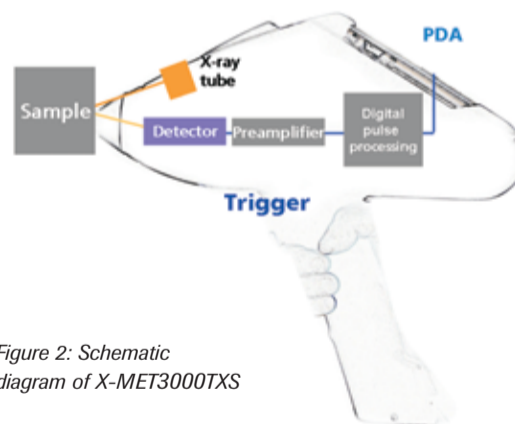 PDA
X-ray
tube
Sample
Detector
Preamplifier
Digital
pulse
processing
Trigger
Figure 2: Schematic
diagram of X-MET3000TXS